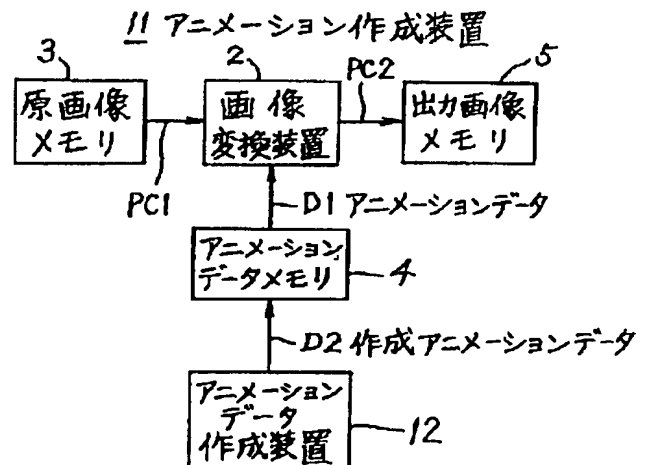 11 アニメーション作成装置
3
2
PC2
5
原画像
メモリ
画像
変換装置
出力画像
メモリ
PC1
D1 アニメーションデータ
アニメーション
データメモリ
4
D2 作成アニメーションデータ
アニメーション
データ
作成装置
12